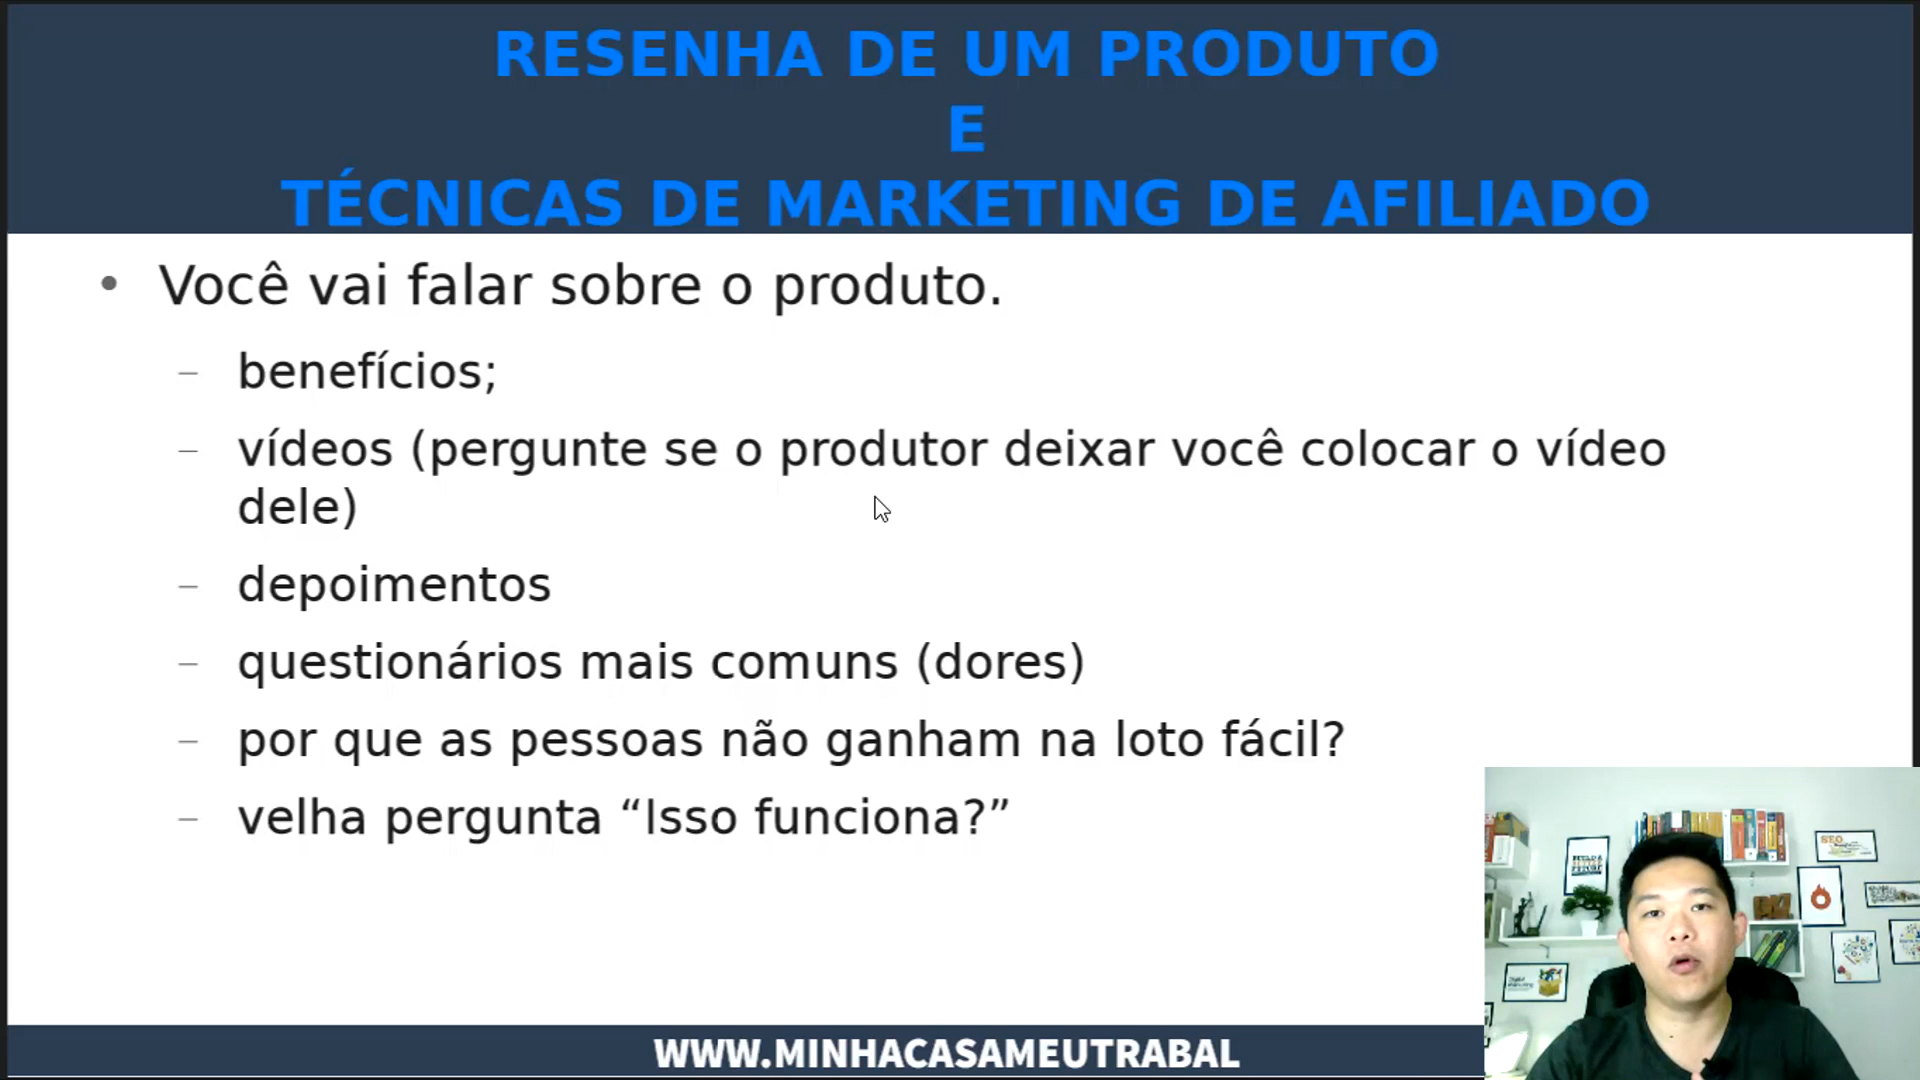 RESENHA DE UM PRODUTO
E
TÉCNICAS DE MARKETING DE AFILIADO
• Você vai falar sobre o produto.
– benefícios;
– vídeos (pergunte se o produtor deixar você colocar o vídeo
dele)
– depoimentos
– questionários mais comuns (dores)
– por que as pessoas não ganham na loto fácil?
– velha pergunta “Isso funciona?”
SEO
WWW.MINHACASAMEUTRABAL